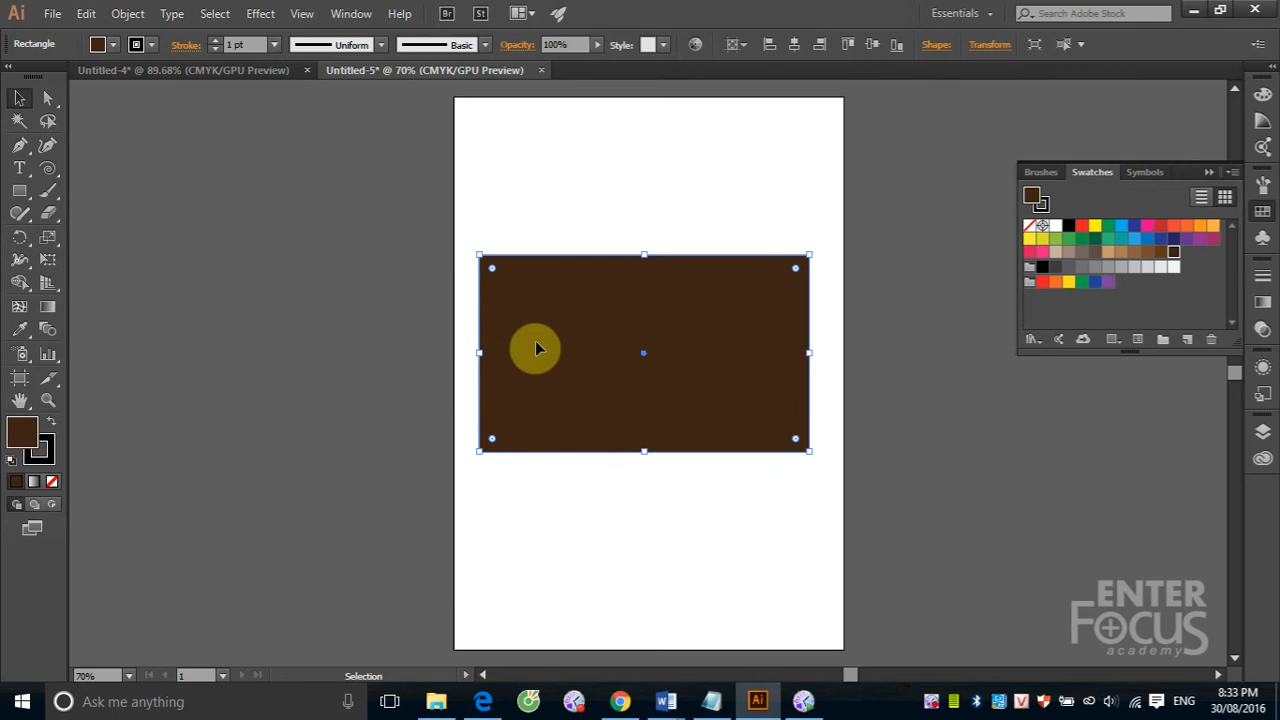 Ai File Edit Object Type Select Effect View Window Help Br St Essentials Search Adobe Stock
Rectangle Stroke: 1 pt Uniform Basic Opacity: 100% Style: Shape: Transform
Untitled-4* @ 89.68% (CMYK/GPU Preview) × Untitled-5* @ 70% (CMYK/GPU Preview) ×
Brushes Swatches Symbols
T
ENTER
FOCUS
academy
70% 1 Selection
Ask me anything Ai ENG 8:33 PM
30/08/2016